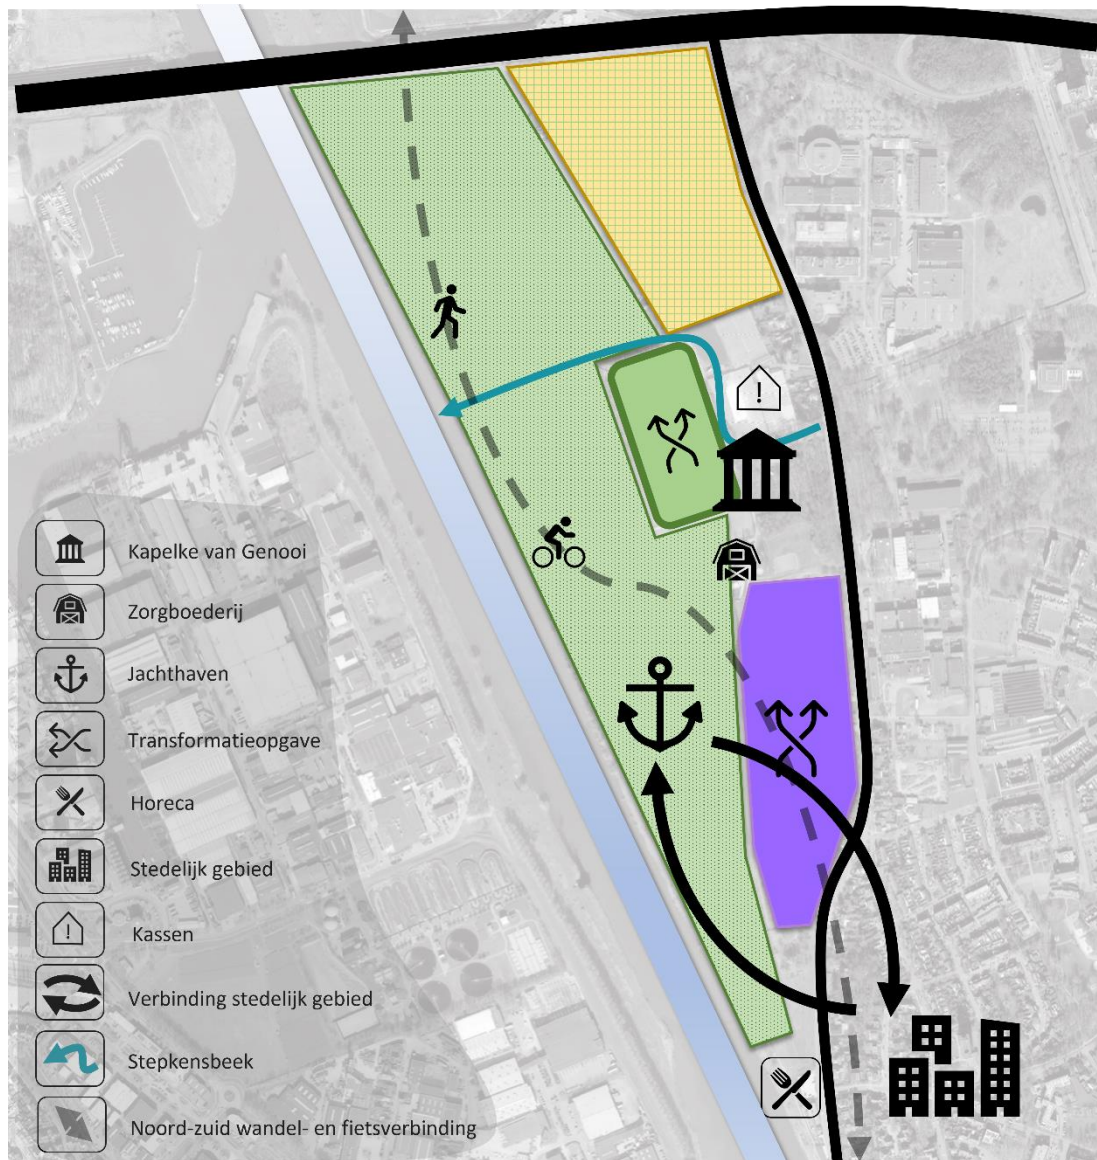 Kapelke van Genooi
Zorgboederij
Jachthaven
Transformatieopgave
Horeca
Stedelijk gebied
Kassen
Verbinding stedelijk gebied
Stepkensbeek
Noord-zuid wandel- en fietsverbinding